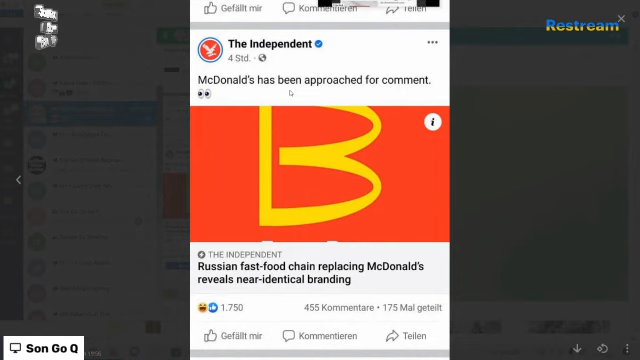 Gefällt mir Kommentieren Teilen
Restream
The Independent
4 Std. ·
McDonald's has been approached for comment.
👀
THE INDEPENDENT
Russian fast-food chain replacing McDonald's
reveals near-identical branding
1.750 455 Kommentare • 175 Mal geteilt
Gefällt mir Kommentieren Teilen
Son Go Q